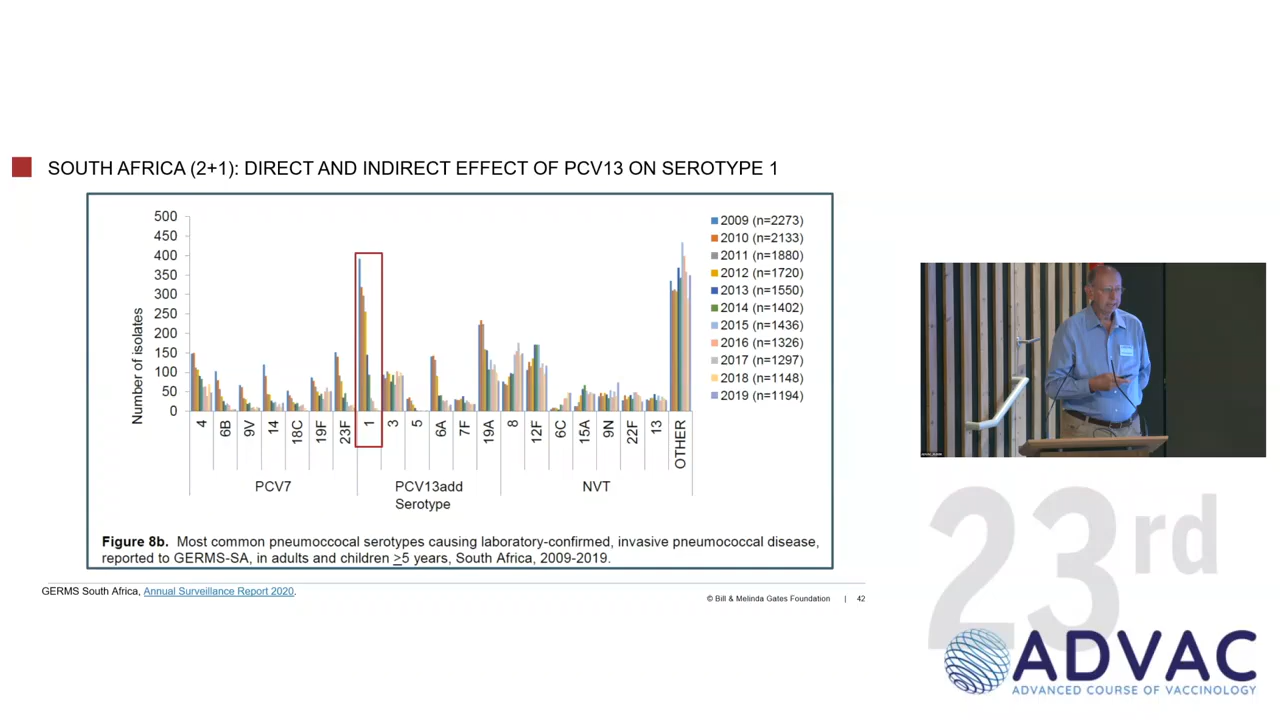 SOUTH AFRICA (2+1): DIRECT AND INDIRECT EFFECT OF PCV13 ON SEROTYPE 1
500
450
400
350
300
250
200
150
100
50
0
Number of isolates
4
6B
9V
14
18C
19F
23F
1
3
5
6A
7F
19A
8
12F
6C
15A
9N
22F
13
OTHER
PCV7
PCV13add
NVT
Serotype
2009 (n=2273)
2010 (n=2133)
2011 (n=1880)
2012 (n=1720)
2013 (n=1550)
2014 (n=1402)
2015 (n=1436)
2016 (n=1326)
2017 (n=1297)
2018 (n=1148)
2019 (n=1194)
Figure 8b. Most common pneumoccocal serotypes causing laboratory-confirmed, invasive pneumococcal disease,
reported to GERMS-SA, in adults and children >5 years, South Africa, 2009-2019.
GERMS South Africa, Annual Surveillance Report 2020.
© Bill & Melinda Gates Foundation | 42
23rd
ADVAC
ADVANCED COURSE OF VACCINOLOGY